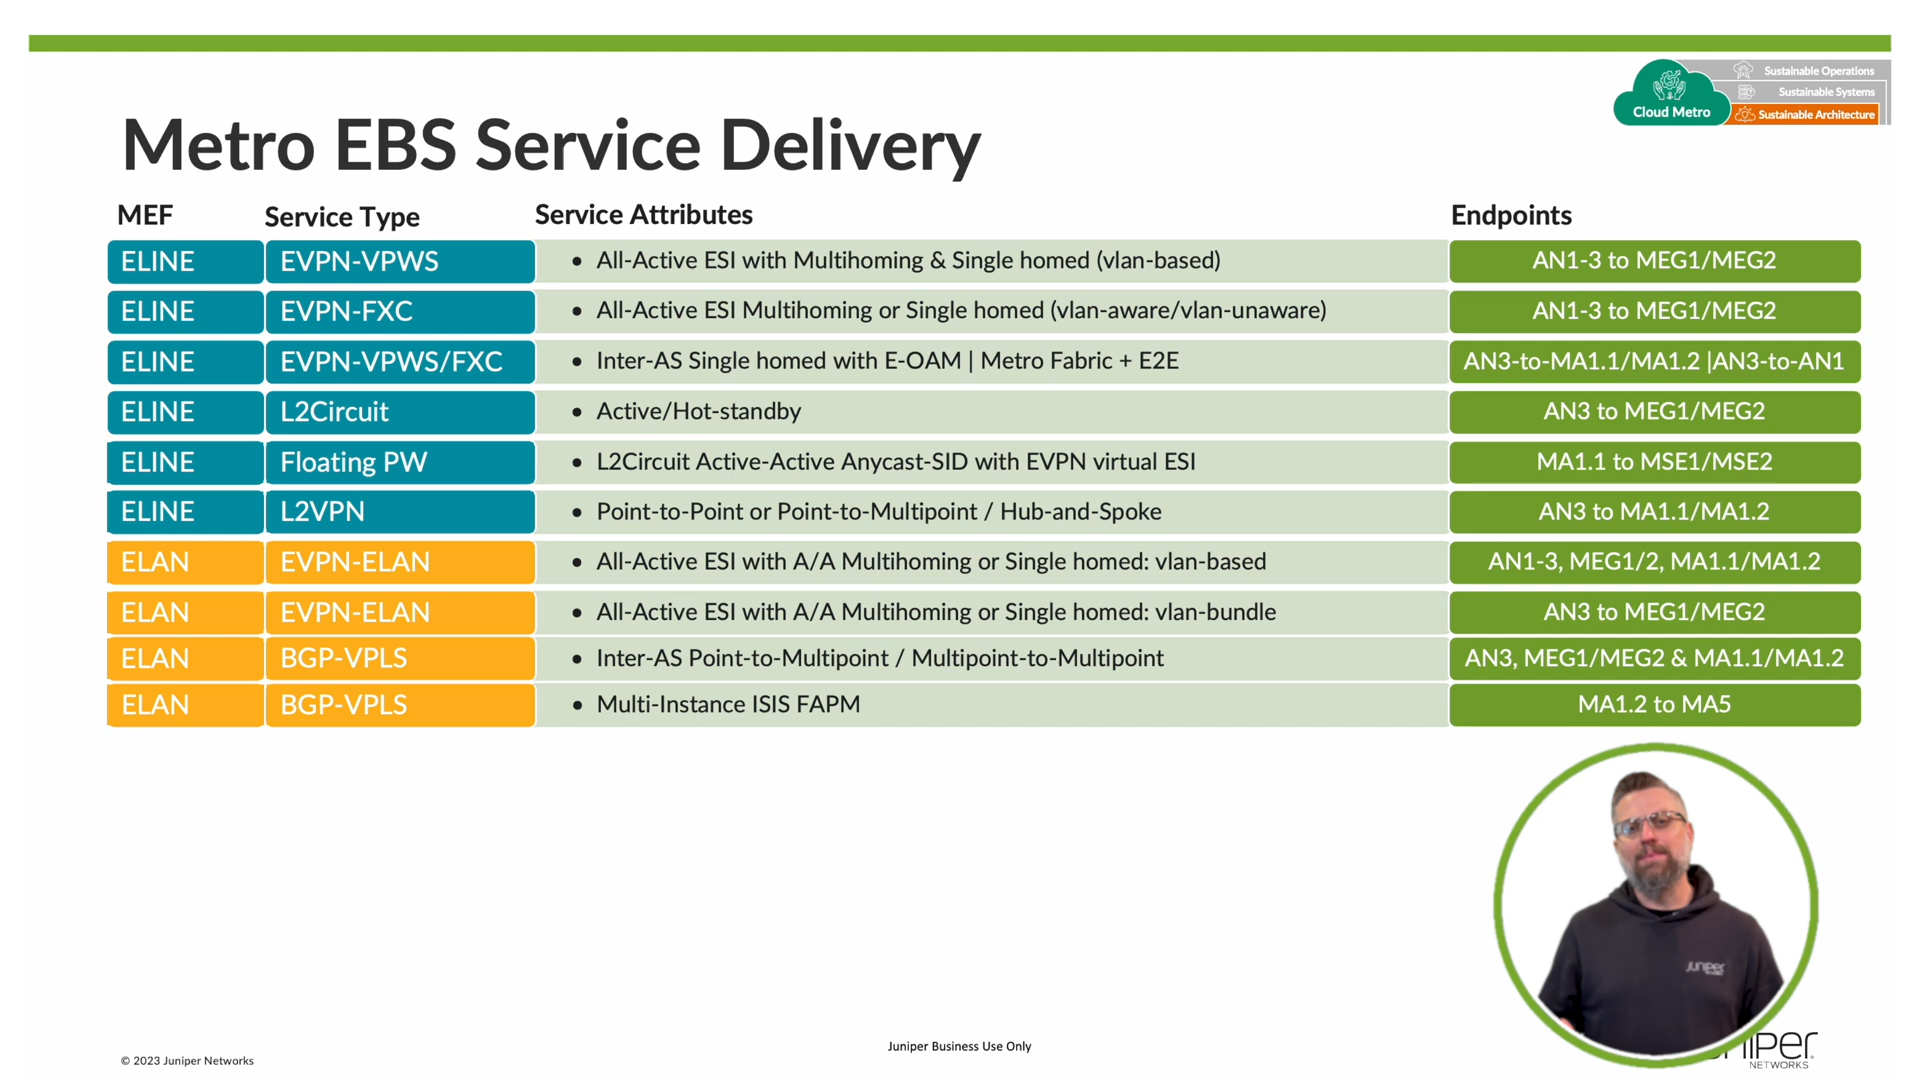 Sustainable Operations
Sustainable Systems
Cloud Metro
Sustainable Architecture
Metro EBS Service Delivery
MEF Service Type Service Attributes Endpoints
ELINE EVPN-VPWS • All-Active ESI with Multihoming & Single homed (vlan-based) AN1-3 to MEG1/MEG2
ELINE EVPN-FXC • All-Active ESI Multihoming or Single homed (vlan-aware/vlan-unaware) AN1-3 to MEG1/MEG2
ELINE EVPN-VPWS/FXC • Inter-AS Single homed with E-OAM | Metro Fabric + E2E AN3-to-MA1.1/MA1.2 |AN3-to-AN1
ELINE L2Circuit • Active/Hot-standby AN3 to MEG1/MEG2
ELINE Floating PW • L2Circuit Active-Active Anycast-SID with EVPN virtual ESI MA1.1 to MSE1/MSE2
ELINE L2VPN • Point-to-Point or Point-to-Multipoint / Hub-and-Spoke AN3 to MA1.1/MA1.2
ELAN EVPN-ELAN • All-Active ESI with A/A Multihoming or Single homed: vlan-based AN1-3, MEG1/2, MA1.1/MA1.2
ELAN EVPN-ELAN • All-Active ESI with A/A Multihoming or Single homed: vlan-bundle AN3 to MEG1/MEG2
ELAN BGP-VPLS • Inter-AS Point-to-Multipoint / Multipoint-to-Multipoint AN3, MEG1/MEG2 & MA1.1/MA1.2
ELAN BGP-VPLS • Multi-Instance ISIS FAPM MA1.2 to MA5
Juniper
Juniper Business Use Only
© 2023 Juniper Networks
NETWORKS